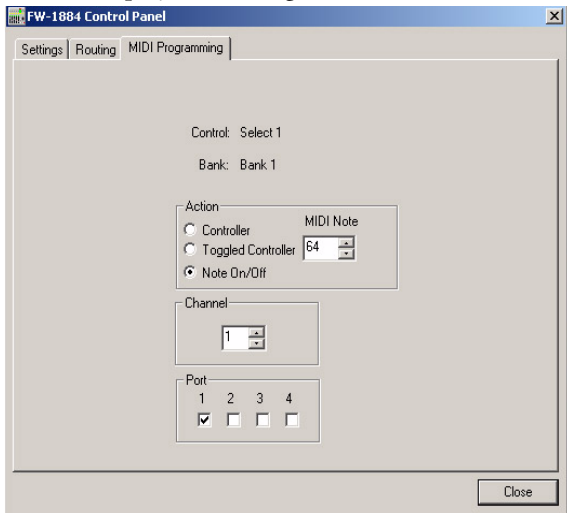 FW-1884 Control Panel
Settings Routing MIDI Programming
Control: Select 1
Bank: Bank 1
Action
MIDI Note
Controller
Toggled Controller 64
Note On/Off
Channel
1
Port
1 2 3 4
Close